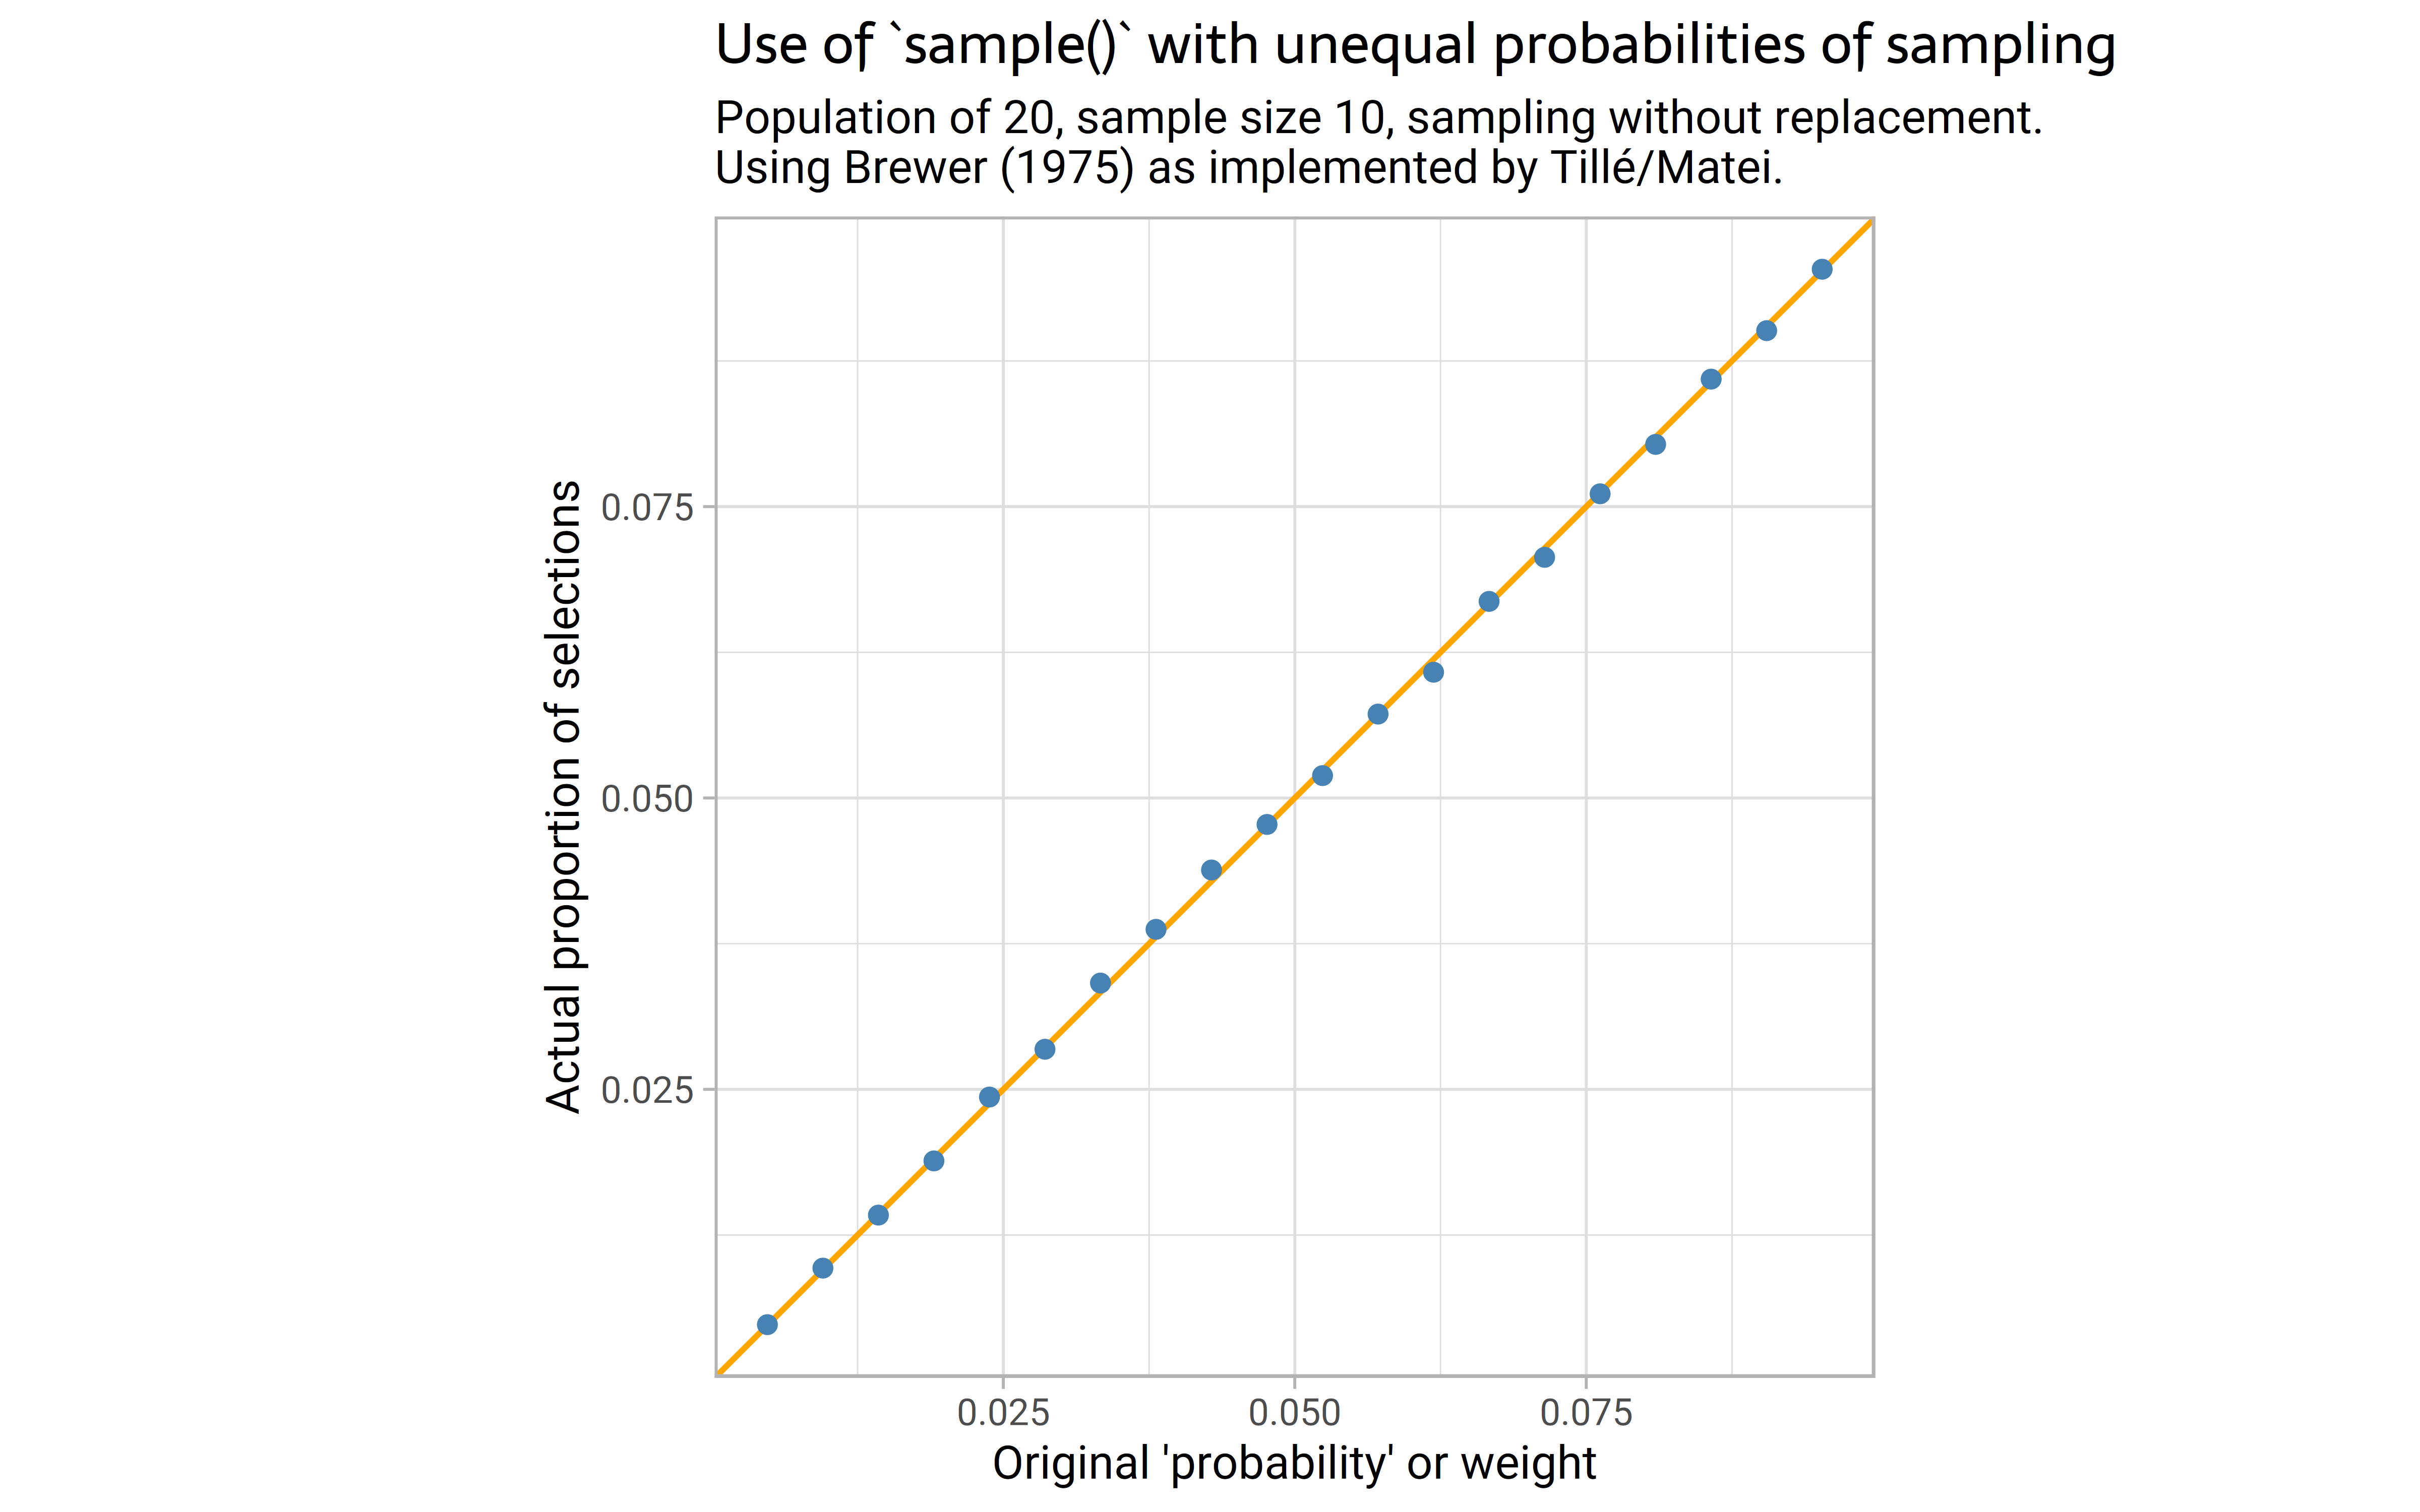 Use of `sample()` with unequal probabilities of sampling
Population of 20, sample size 10, sampling without replacement.
Using Brewer (1975) as implemented by Tillé/Matei.
Actual proportion of selections
0.075
0.050
0.025
0.025
0.050
0.075
Original 'probability' or weight